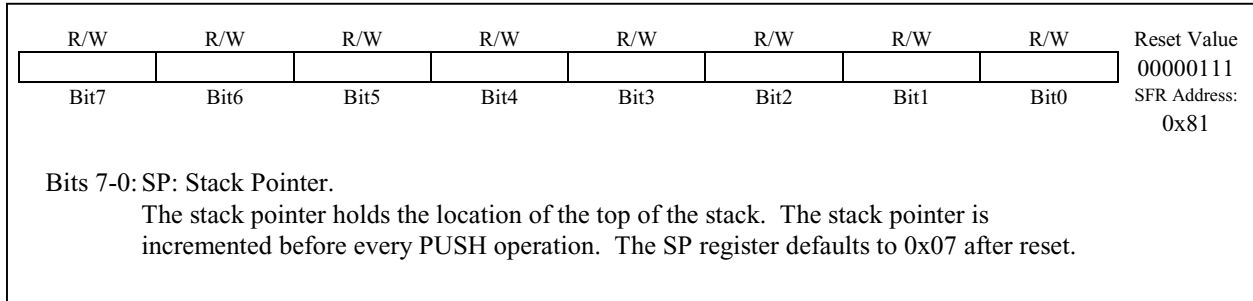 R/W R/W R/W R/W R/W R/W R/W R/W Reset Value
00000111
Bit7 Bit6 Bit5 Bit4 Bit3 Bit2 Bit1 Bit0 SFR Address:
0x81
Bits 7-0: SP: Stack Pointer.
The stack pointer holds the location of the top of the stack. The stack pointer is
incremented before every PUSH operation. The SP register defaults to 0x07 after reset.